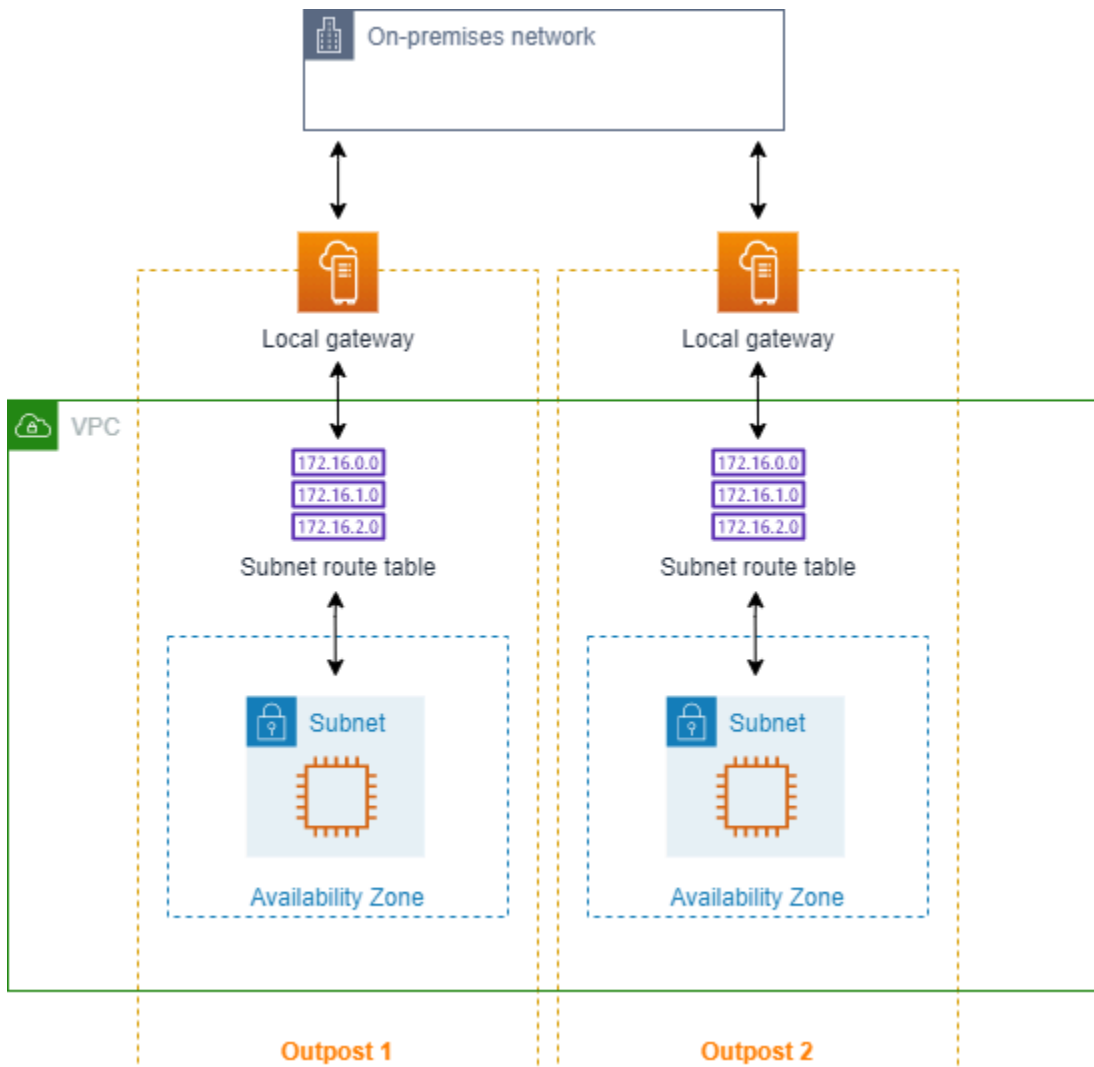 On-premises network
Local gateway
Local gateway
VPC
172.16.0.0
172.16.1.0
172.16.2.0
172.16.0.0
172.16.1.0
172.16.2.0
Subnet route table
Subnet route table
Subnet
Subnet
Availability Zone
Availability Zone
Outpost 1
Outpost 2